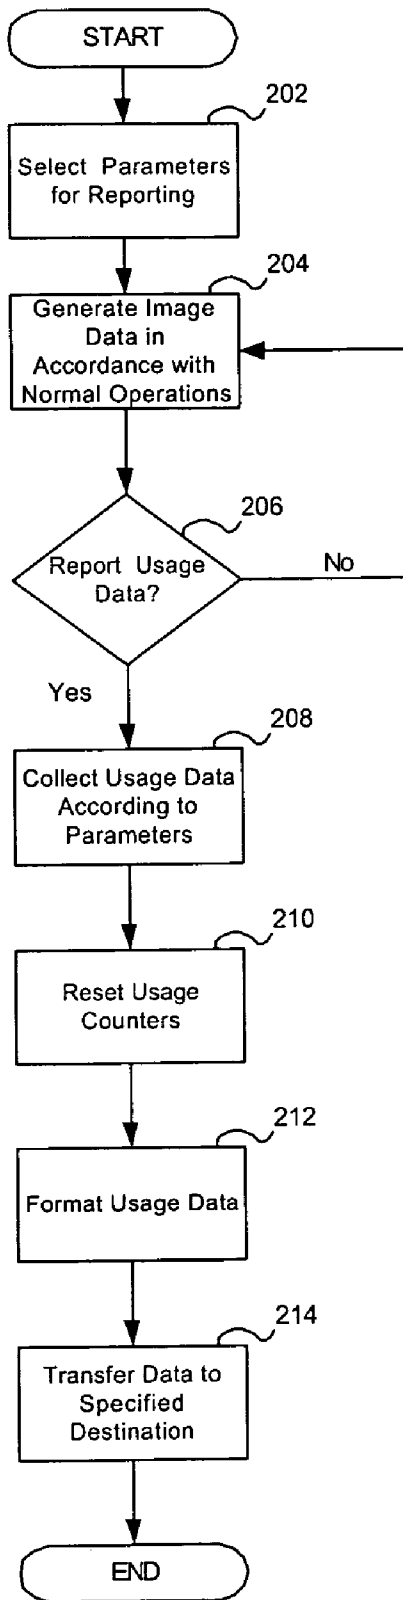 START
202
Select Parameters
for Reporting
204
Generate Image
Data in
Accordance with
Normal Operations
206
Report Usage
Data?
No
Yes
208
Collect Usage Data
According to
Parameters
210
Reset Usage
Counters
212
Format Usage Data
214
Transfer Data to
Specified
Destination
END